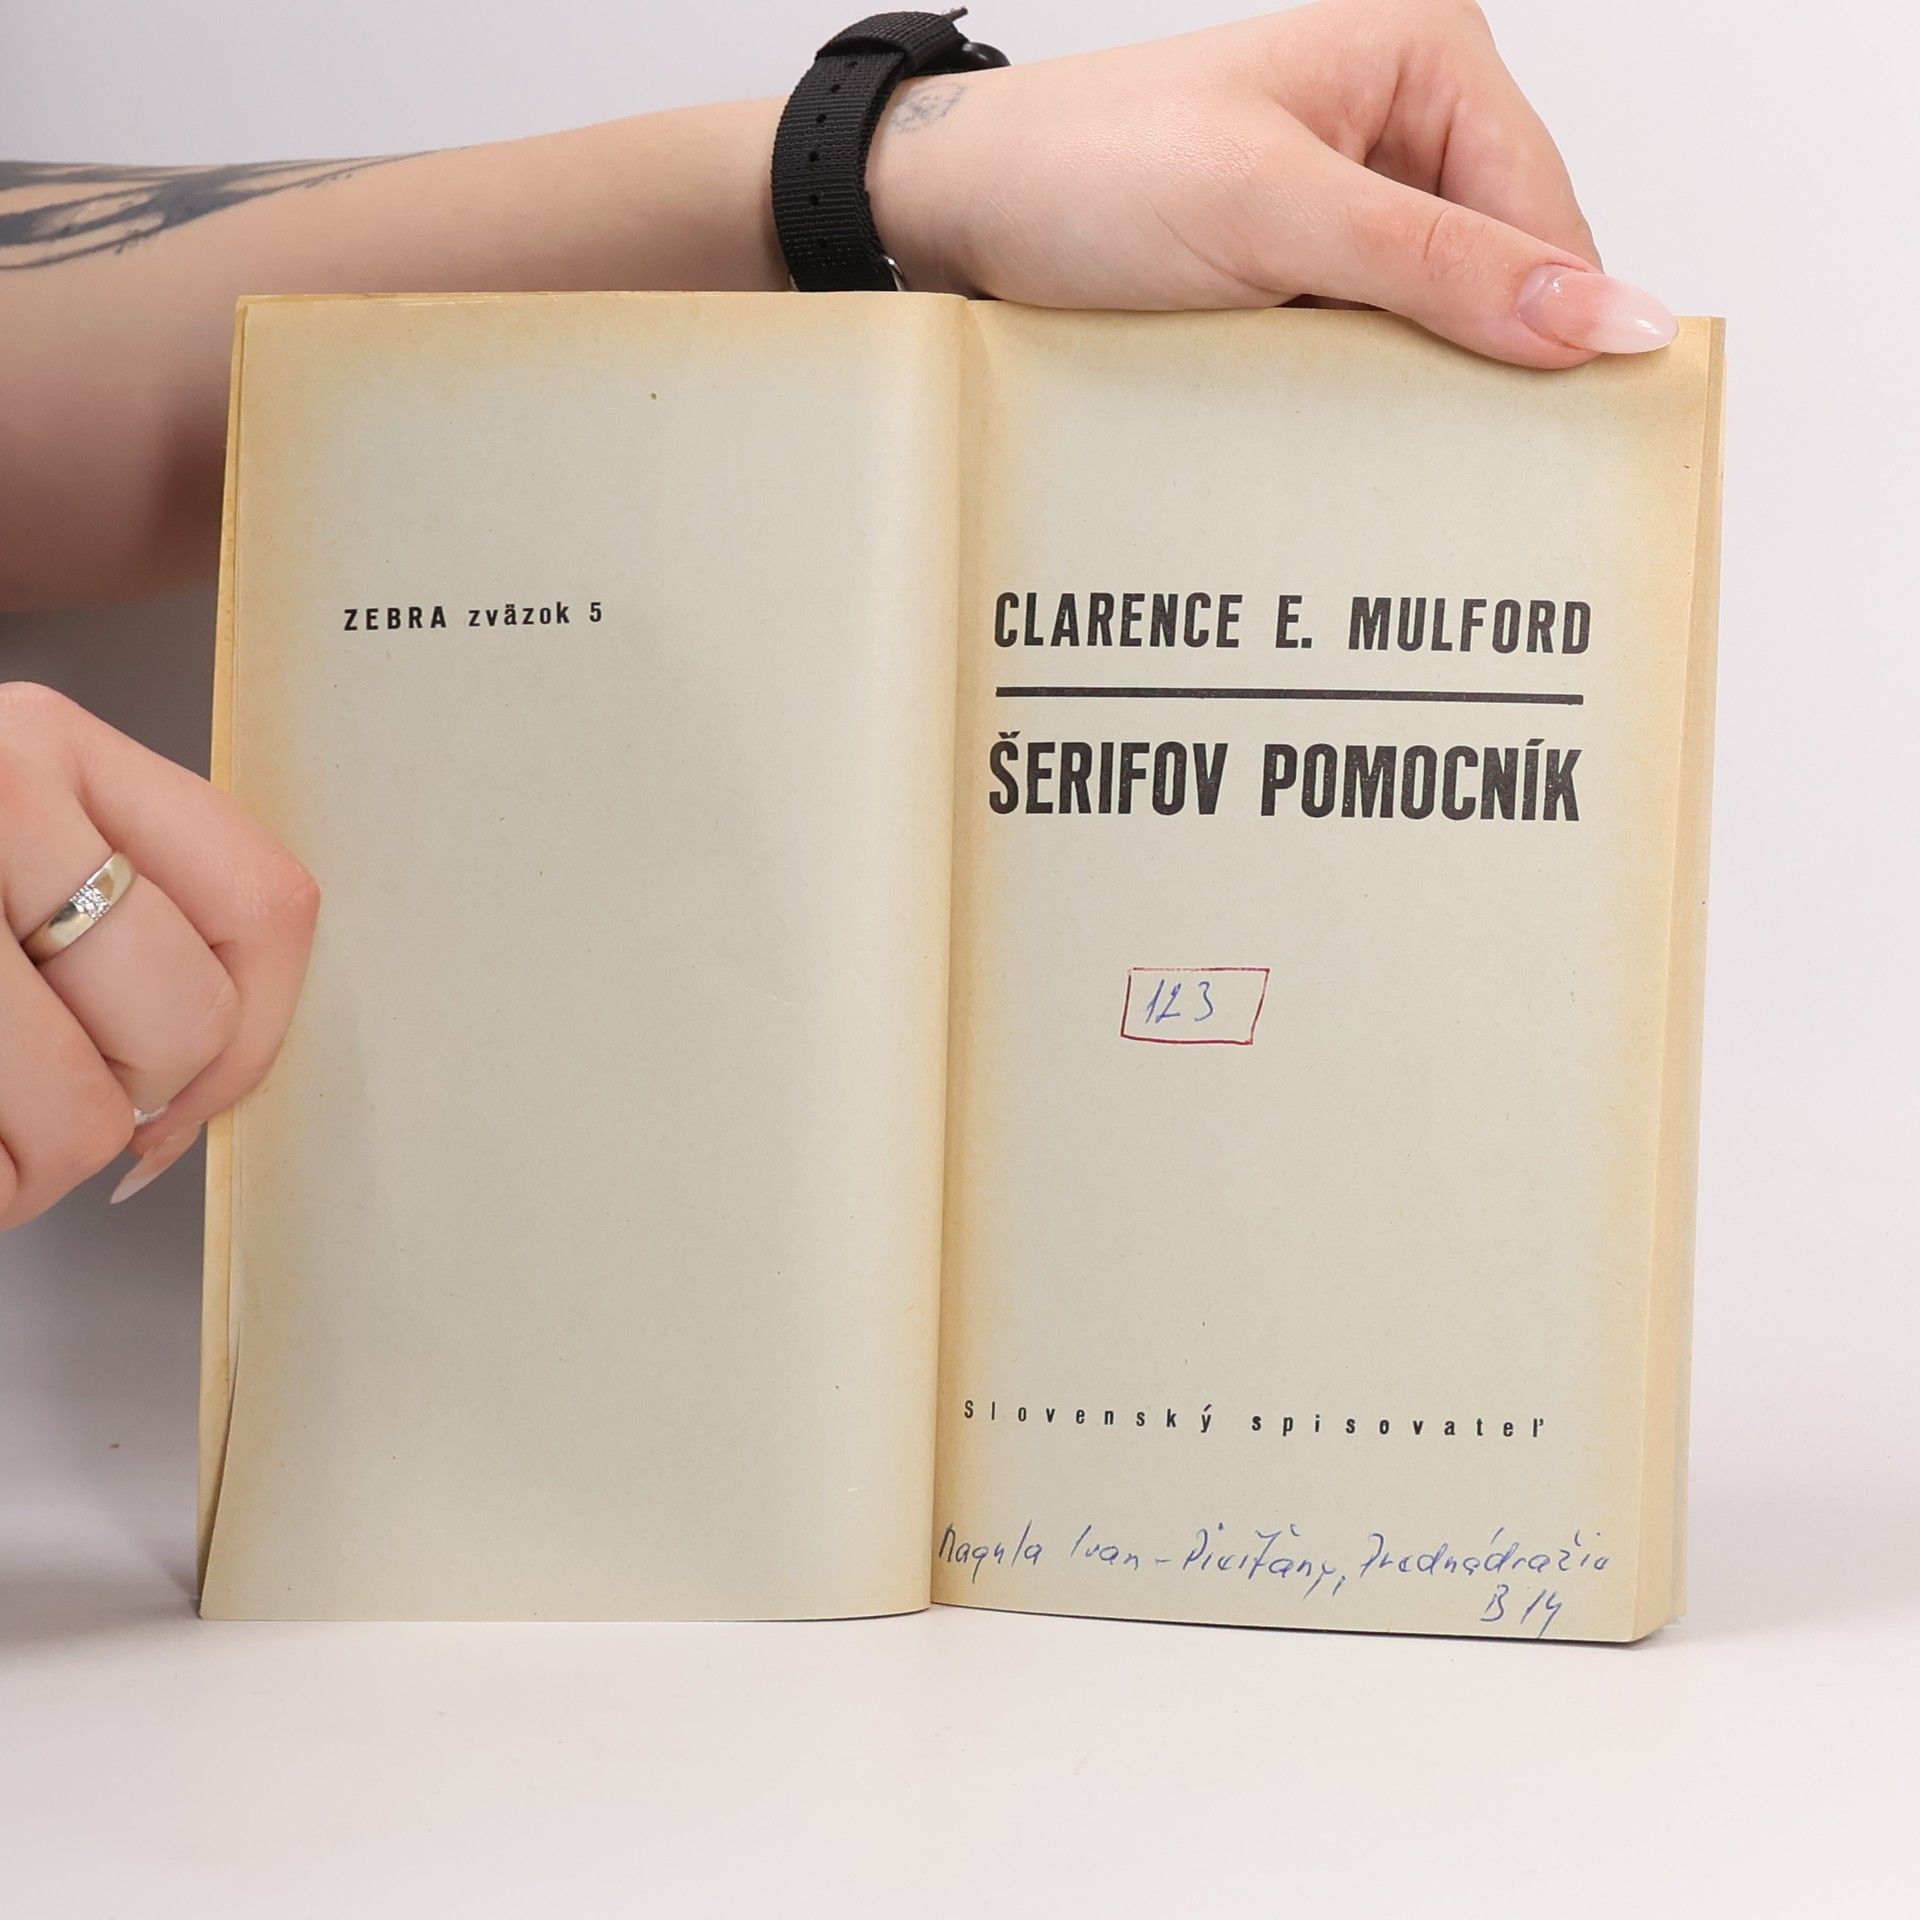 ZEBRA zväzok 5
CLARENCE E. MULFORD
ŠERIFOV POMOCNÍK
123
Slovenský spisovateľ
Magula Ivan - Piešťany, Prednádražie
B 14